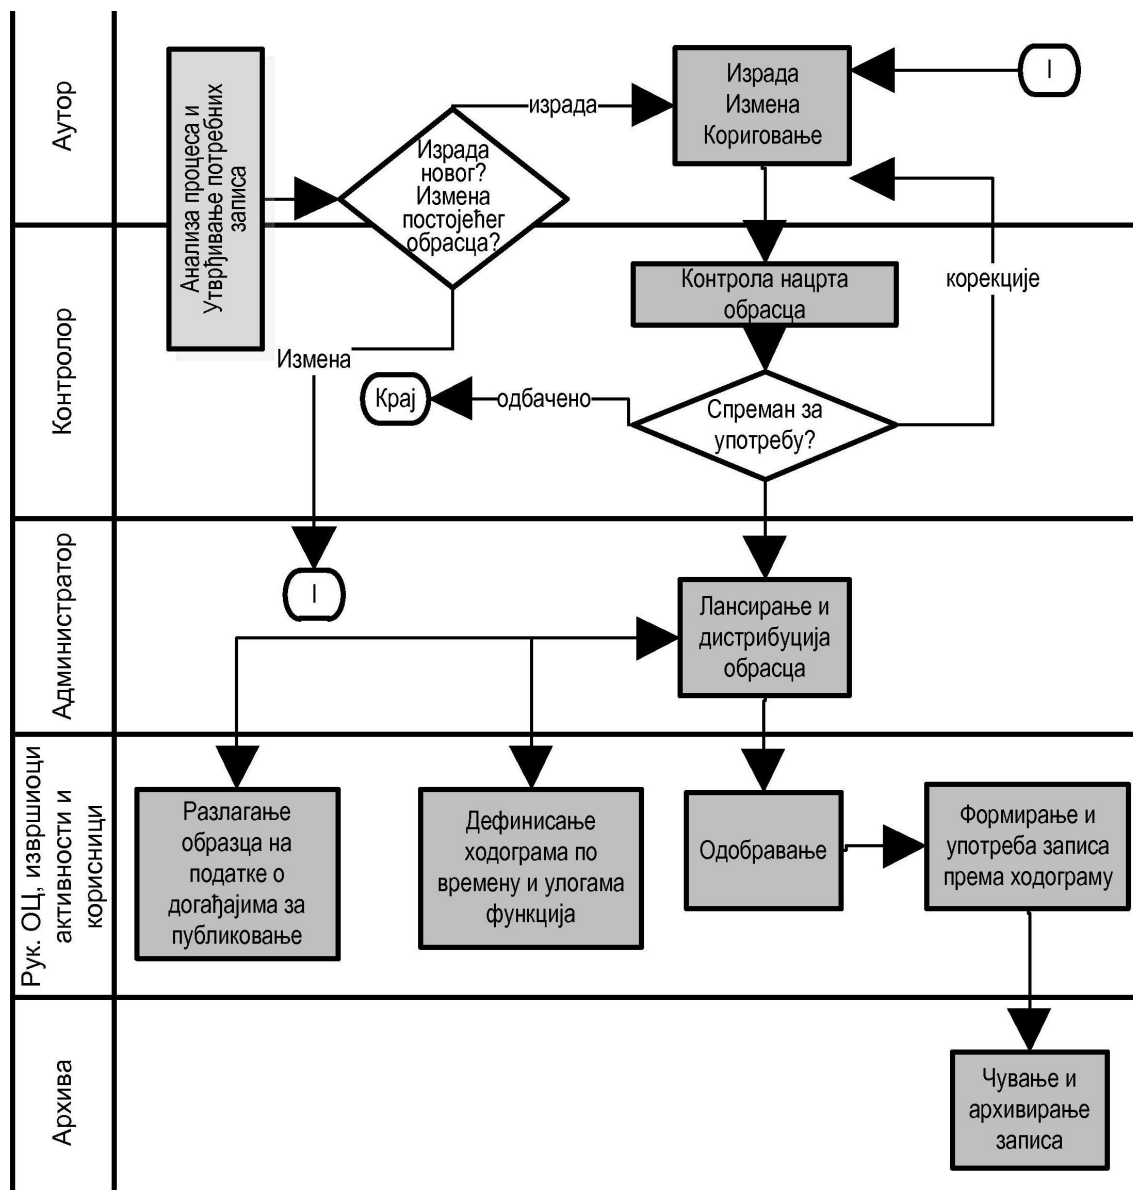 Аутор
Анализа процеса и
Утврђивање потребних
записа
Израда
новог?
Измена
постојећег
обрасца?
израда
Израда
Измена
Кориговање
I
Контролор
Измена
Контрола нацрта
обрасца
корекције
Крај
одбачено
Спреман за
употребу?
Администратор
I
Лансирање и
дистрибуција
обрасца
Рук. ОЦ, извршиоци
активности и
корисници
Разлагање
образца на
податке о
догађајима за
публиковање
Дефинисање
ходограма по
времену и улогама
функција
Одобравање
Формирање и
употреба записа
према ходограму
Архива
Чување и
архивирање
записа